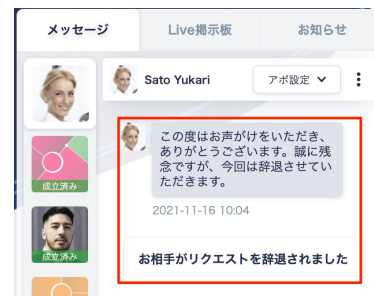 メッセージ
Live掲示板
お知らせ
Sato Yukari
アポ設定
この度はお声がけをいただき、
ありがとうございます。誠に残
念ですが、今回は辞退させてい
ただきます。
2021-11-16 10:04
成立済み
成立済み
お相手がリクエストを辞退されました